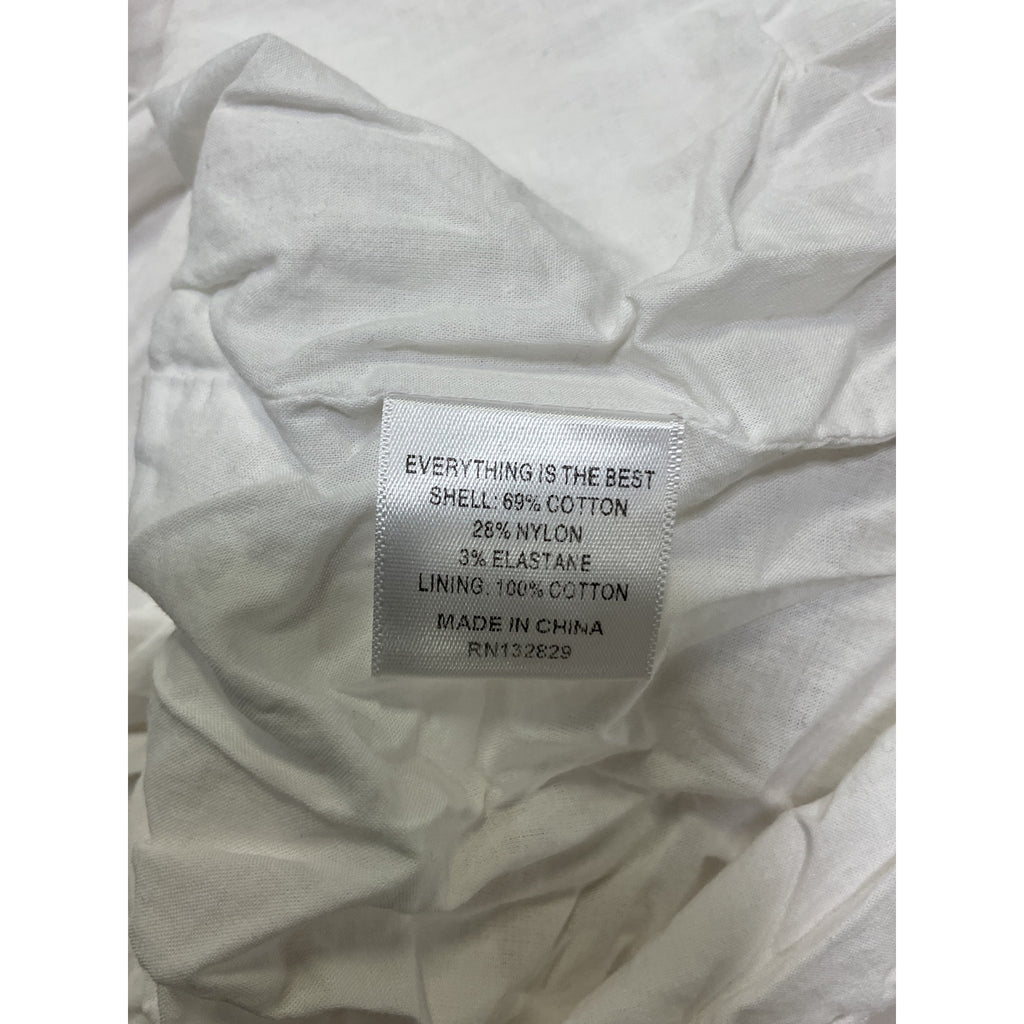 EVERYTHING IS THE BEST
SHELL: 69% COTTON
28% NYLON
3% ELASTANE
LINING: 100% COTTON
MADE IN CHINA
RN132829